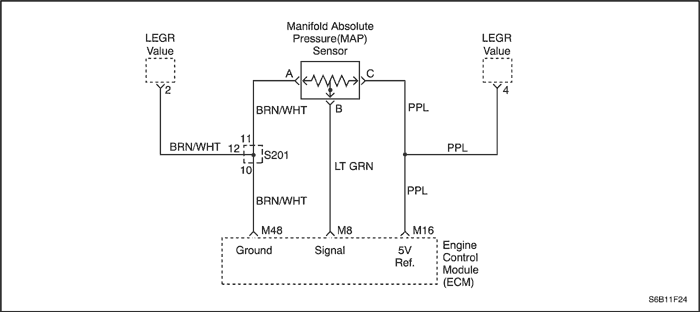 Manifold Absolute
Pressure(MAP)
Sensor
LEGR
Value
LEGR
Value
A
C
2
B
4
BRN/WHT
PPL
11
BRN/WHT
12
S201
PPL
10
LT GRN
BRN/WHT
PPL
M48
M8
M16
Ground
Signal
5V
Ref.
Engine
Control
Module
(ECM)
S6B11F24